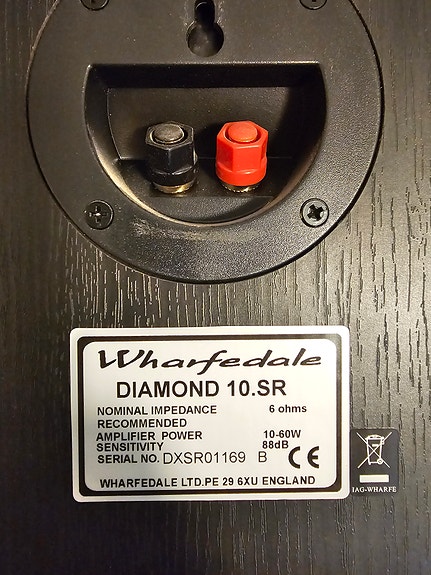 Wharfedale
DIAMOND 10.SR
NOMINAL IMPEDANCE 6 ohms
RECOMMENDED
AMPLIFIER POWER 10-60W
SENSITIVITY 88dB
SERIAL NO. DXSR01169 B CE
WHARFEDALE LTD.PE 29 6XU ENGLAND
IAG-WHARFE